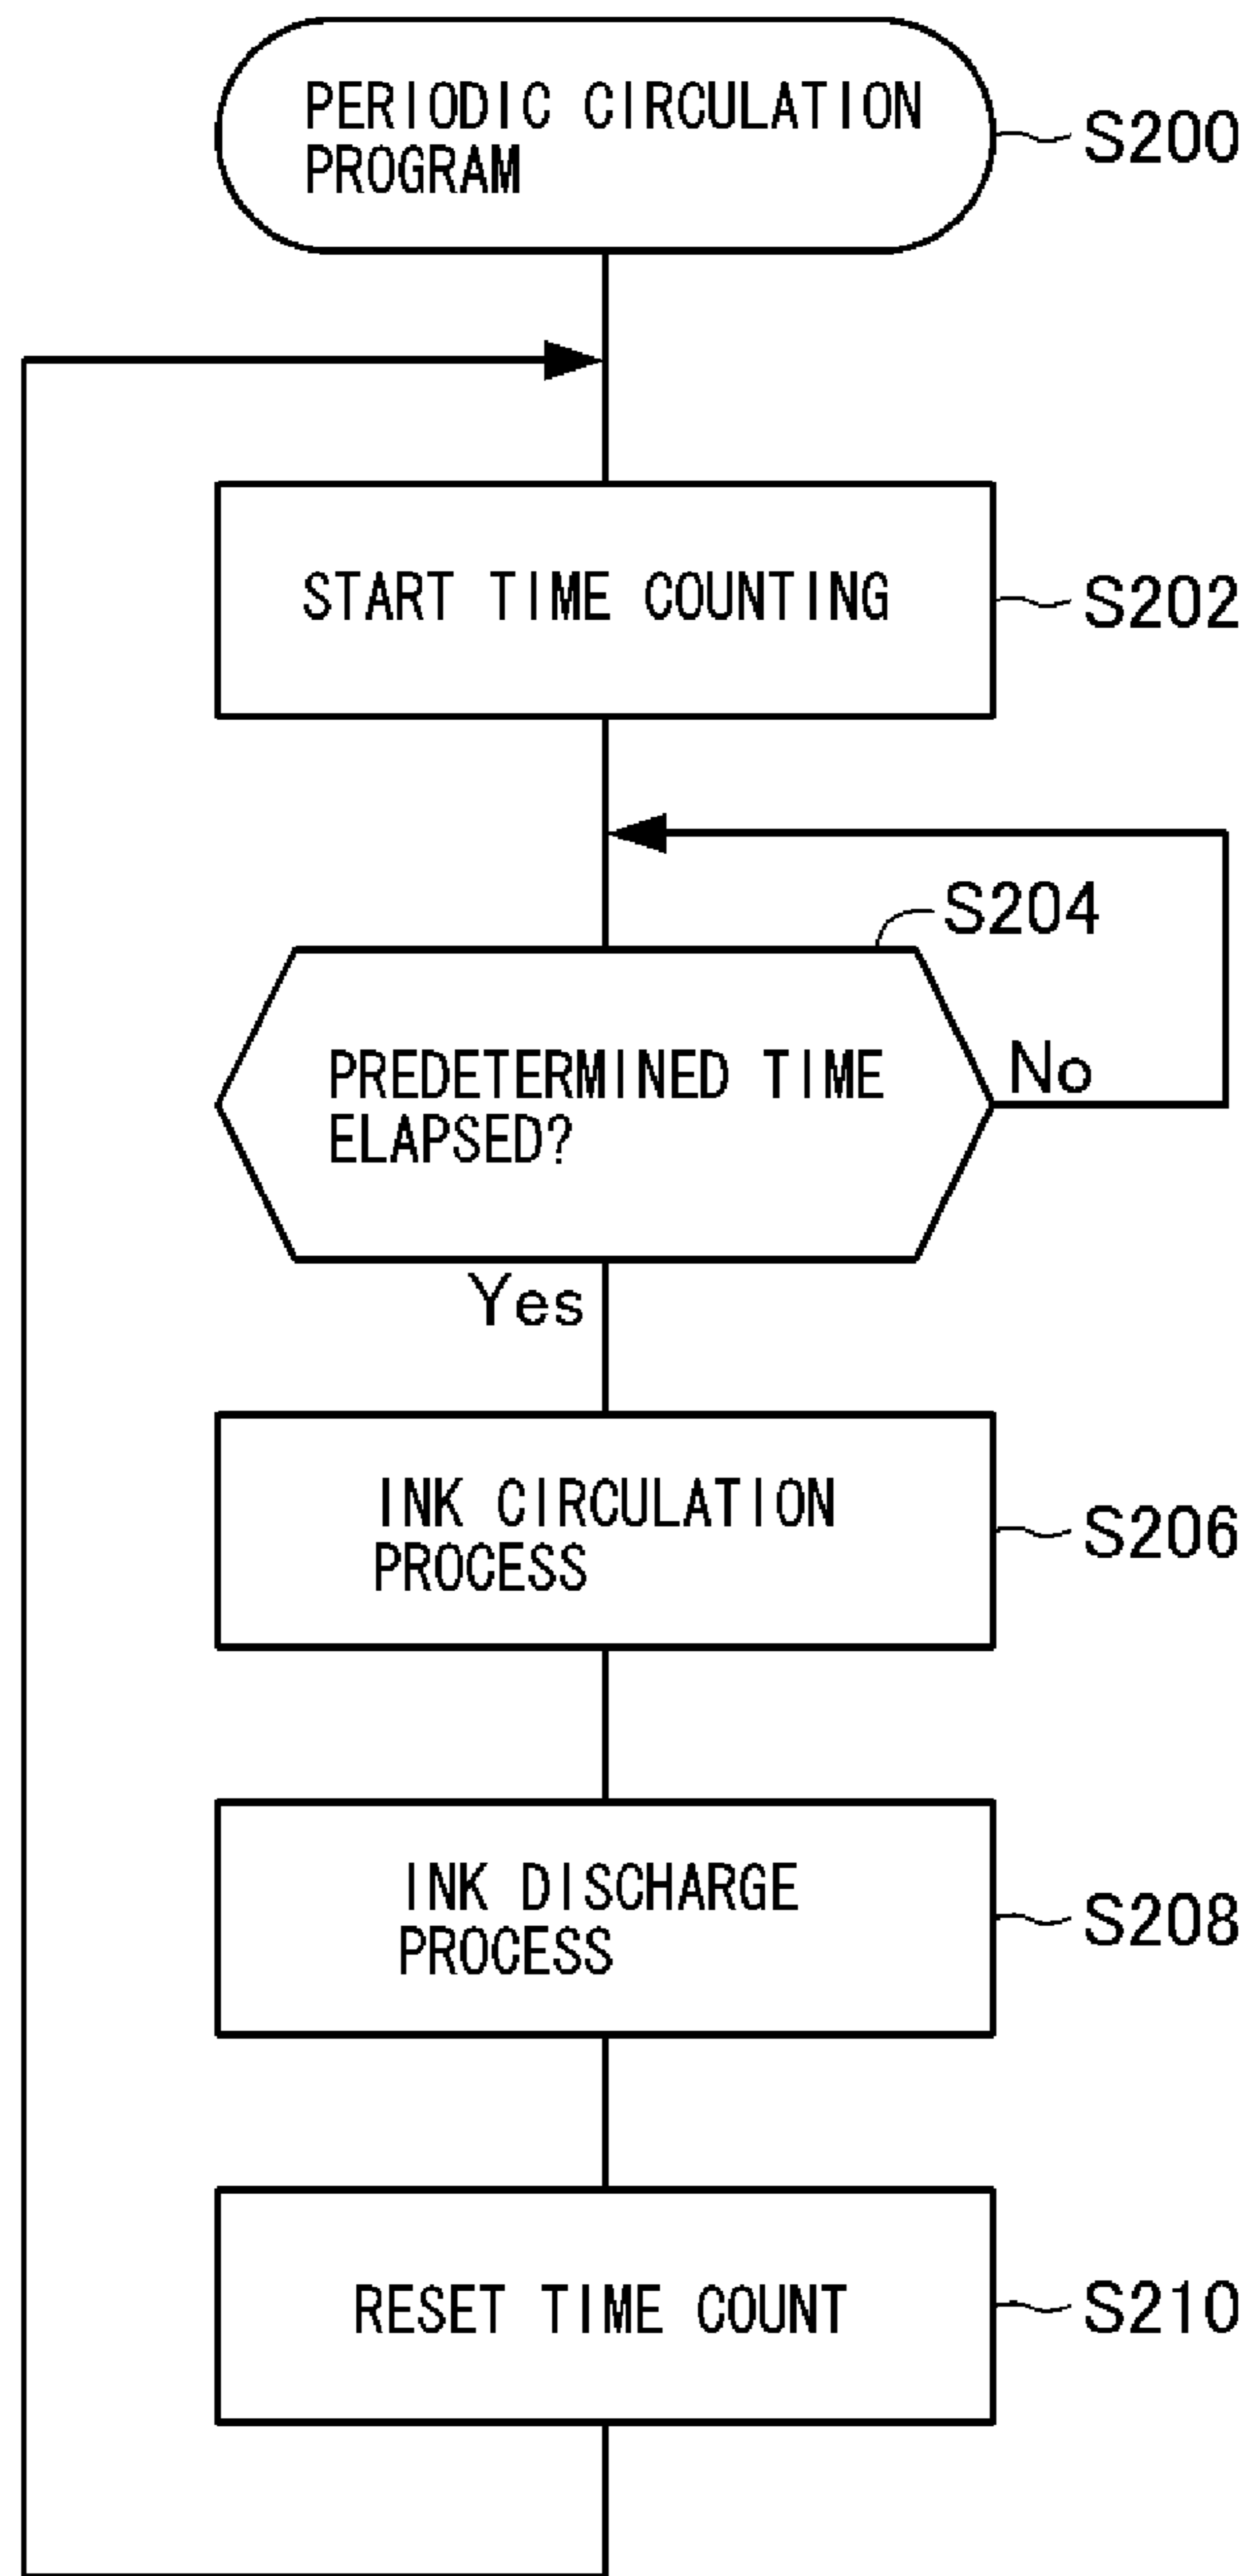 PERIODIC CIRCULATION
PROGRAM
S200
START TIME COUNTING
S202
S204
PREDETERMINED TIME
ELAPSED?
No
Yes
INK CIRCULATION
PROCESS
S206
INK DISCHARGE
PROCESS
S208
RESET TIME COUNT
S210